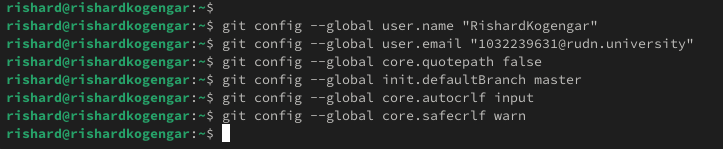 rishard@rishardkogengar:~$
rishard@rishardkogengar:~$ git config --global user.name "RishardKogengar"
rishard@rishardkogengar:~$ git config --global user.email "1032239631@rudn.university"
rishard@rishardkogengar:~$ git config --global core.quotepath false
rishard@rishardkogengar:~$ git config --global init.defaultBranch master
rishard@rishardkogengar:~$ git config --global core.autocrlf input
rishard@rishardkogengar:~$ git config --global core.safecrlf warn
rishard@rishardkogengar:~$